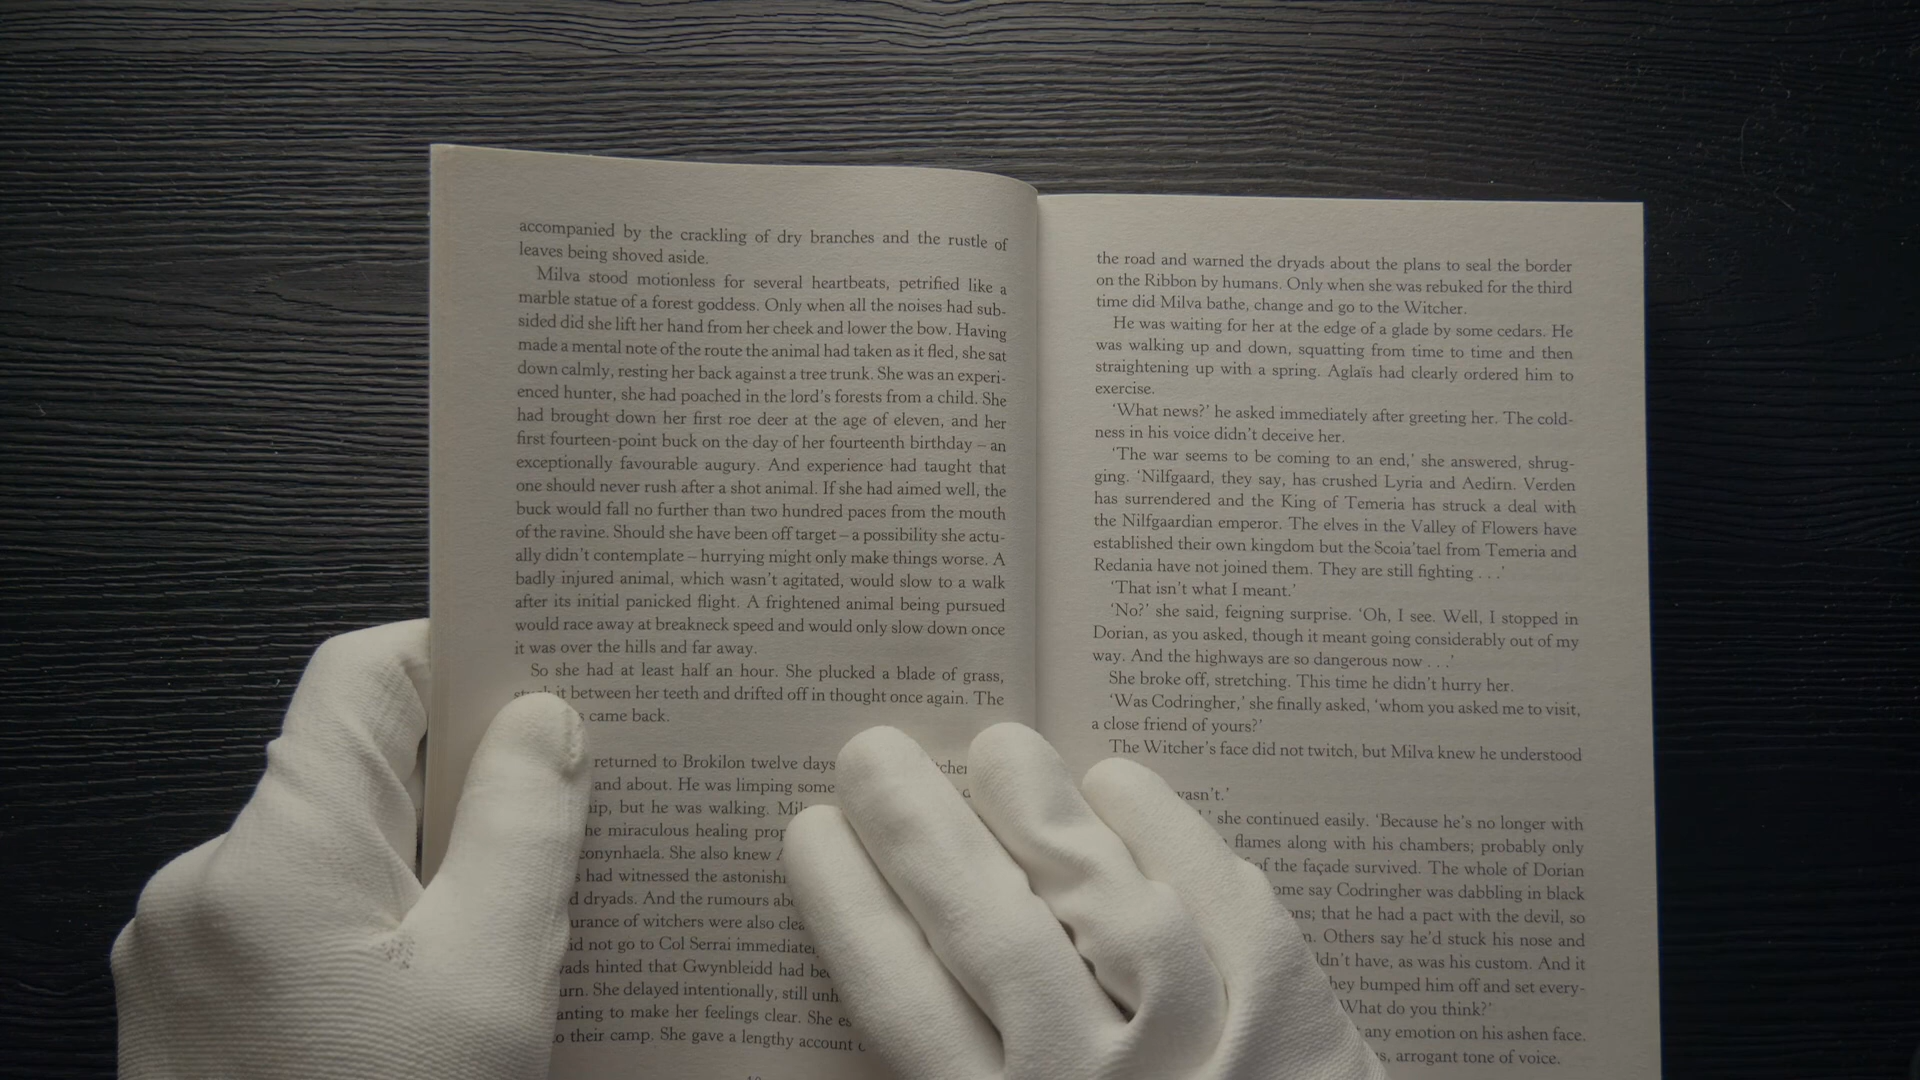 accompanied by the crackling of dry branches and the rustle of
leaves being shoved aside.
Milva stood motionless for several heartbeats, petrified like a
marble statue of a forest goddess. Only when all the noises had sub-
sided did she lift her hand from her cheek and lower the bow. Having
made a mental note of the route the animal had taken as it fled, she sat
down calmly, resting her back against a tree trunk. She was an experi-
enced hunter, she had poached in the lord's forests from a child. She
had brought down her first roe deer at the age of eleven, and her
first fourteen-point buck on the day of her fourteenth birthday – an
exceptionally favourable augury. And experience had taught that
one should never rush after a shot animal. If she had aimed well, the
buck would fall no further than two hundred paces from the mouth
of the ravine. Should she have been off target – a possibility she actu-
ally didn't contemplate – hurrying might only make things worse. A
badly injured animal, which wasn't agitated, would slow to a walk
after its initial panicked flight. A frightened animal being pursued
would race away at breakneck speed and would only slow down once
it was over the hills and far away.
So she had at least half an hour. She plucked a blade of grass,
it between her teeth and drifted off in thought once again. The
came back.
returned to Brokilon twelve days
and about. He was limping some
but he was walking.
miraculous healing
She also knew
had witnessed the
dryads. And the rumours
of witchers were also
not go to Col Serrai
hinted that Gwynbleidd had
She delayed intentionally, still
to make her feelings clear. She
their camp. She gave a lengthy account
the road and warned the dryads about the plans to seal the border
on the Ribbon by humans. Only when she was rebuked for the third
time did Milva bathe, change and go to the Witcher.
He was waiting for her at the edge of a glade by some cedars. He
was walking up and down, squatting from time to time and then
straightening up with a spring. Aglaïs had clearly ordered him to
exercise.
'What news?' he asked immediately after greeting her. The cold-
ness in his voice didn't deceive her.
'The war seems to be coming to an end,' she answered, shrug-
ging. 'Nilfgaard, they say, has crushed Lyria and Aedirn. Verden
has surrendered and the King of Temeria has struck a deal with
the Nilfgaardian emperor. The elves in the Valley of Flowers have
established their own kingdom but the Scoia'tael from Temeria and
Redania have not joined them. They are still fighting . . .'
'That isn't what I meant.'
'No?' she said, feigning surprise. 'Oh, I see. Well, I stopped in
Dorian, as you asked, though it meant going considerably out of my
way. And the highways are so dangerous now . . .'
She broke off, stretching. This time he didn't hurry her.
'Was Codringher,' she finally asked, 'whom you asked me to visit,
a close friend of yours?'
The Witcher's face did not twitch, but Milva knew he understood
wasn't.'
she continued easily. 'Because he's no longer with
flames along with his chambers; probably only
of the façade survived. The whole of Dorian
say Codringher was dabbling in black
that he had a pact with the devil, so
Others say he'd stuck his nose and
have, as was his custom. And it
they bumped him off and set every-
What do you think?'
any emotion on his ashen face.
arrogant tone of voice.